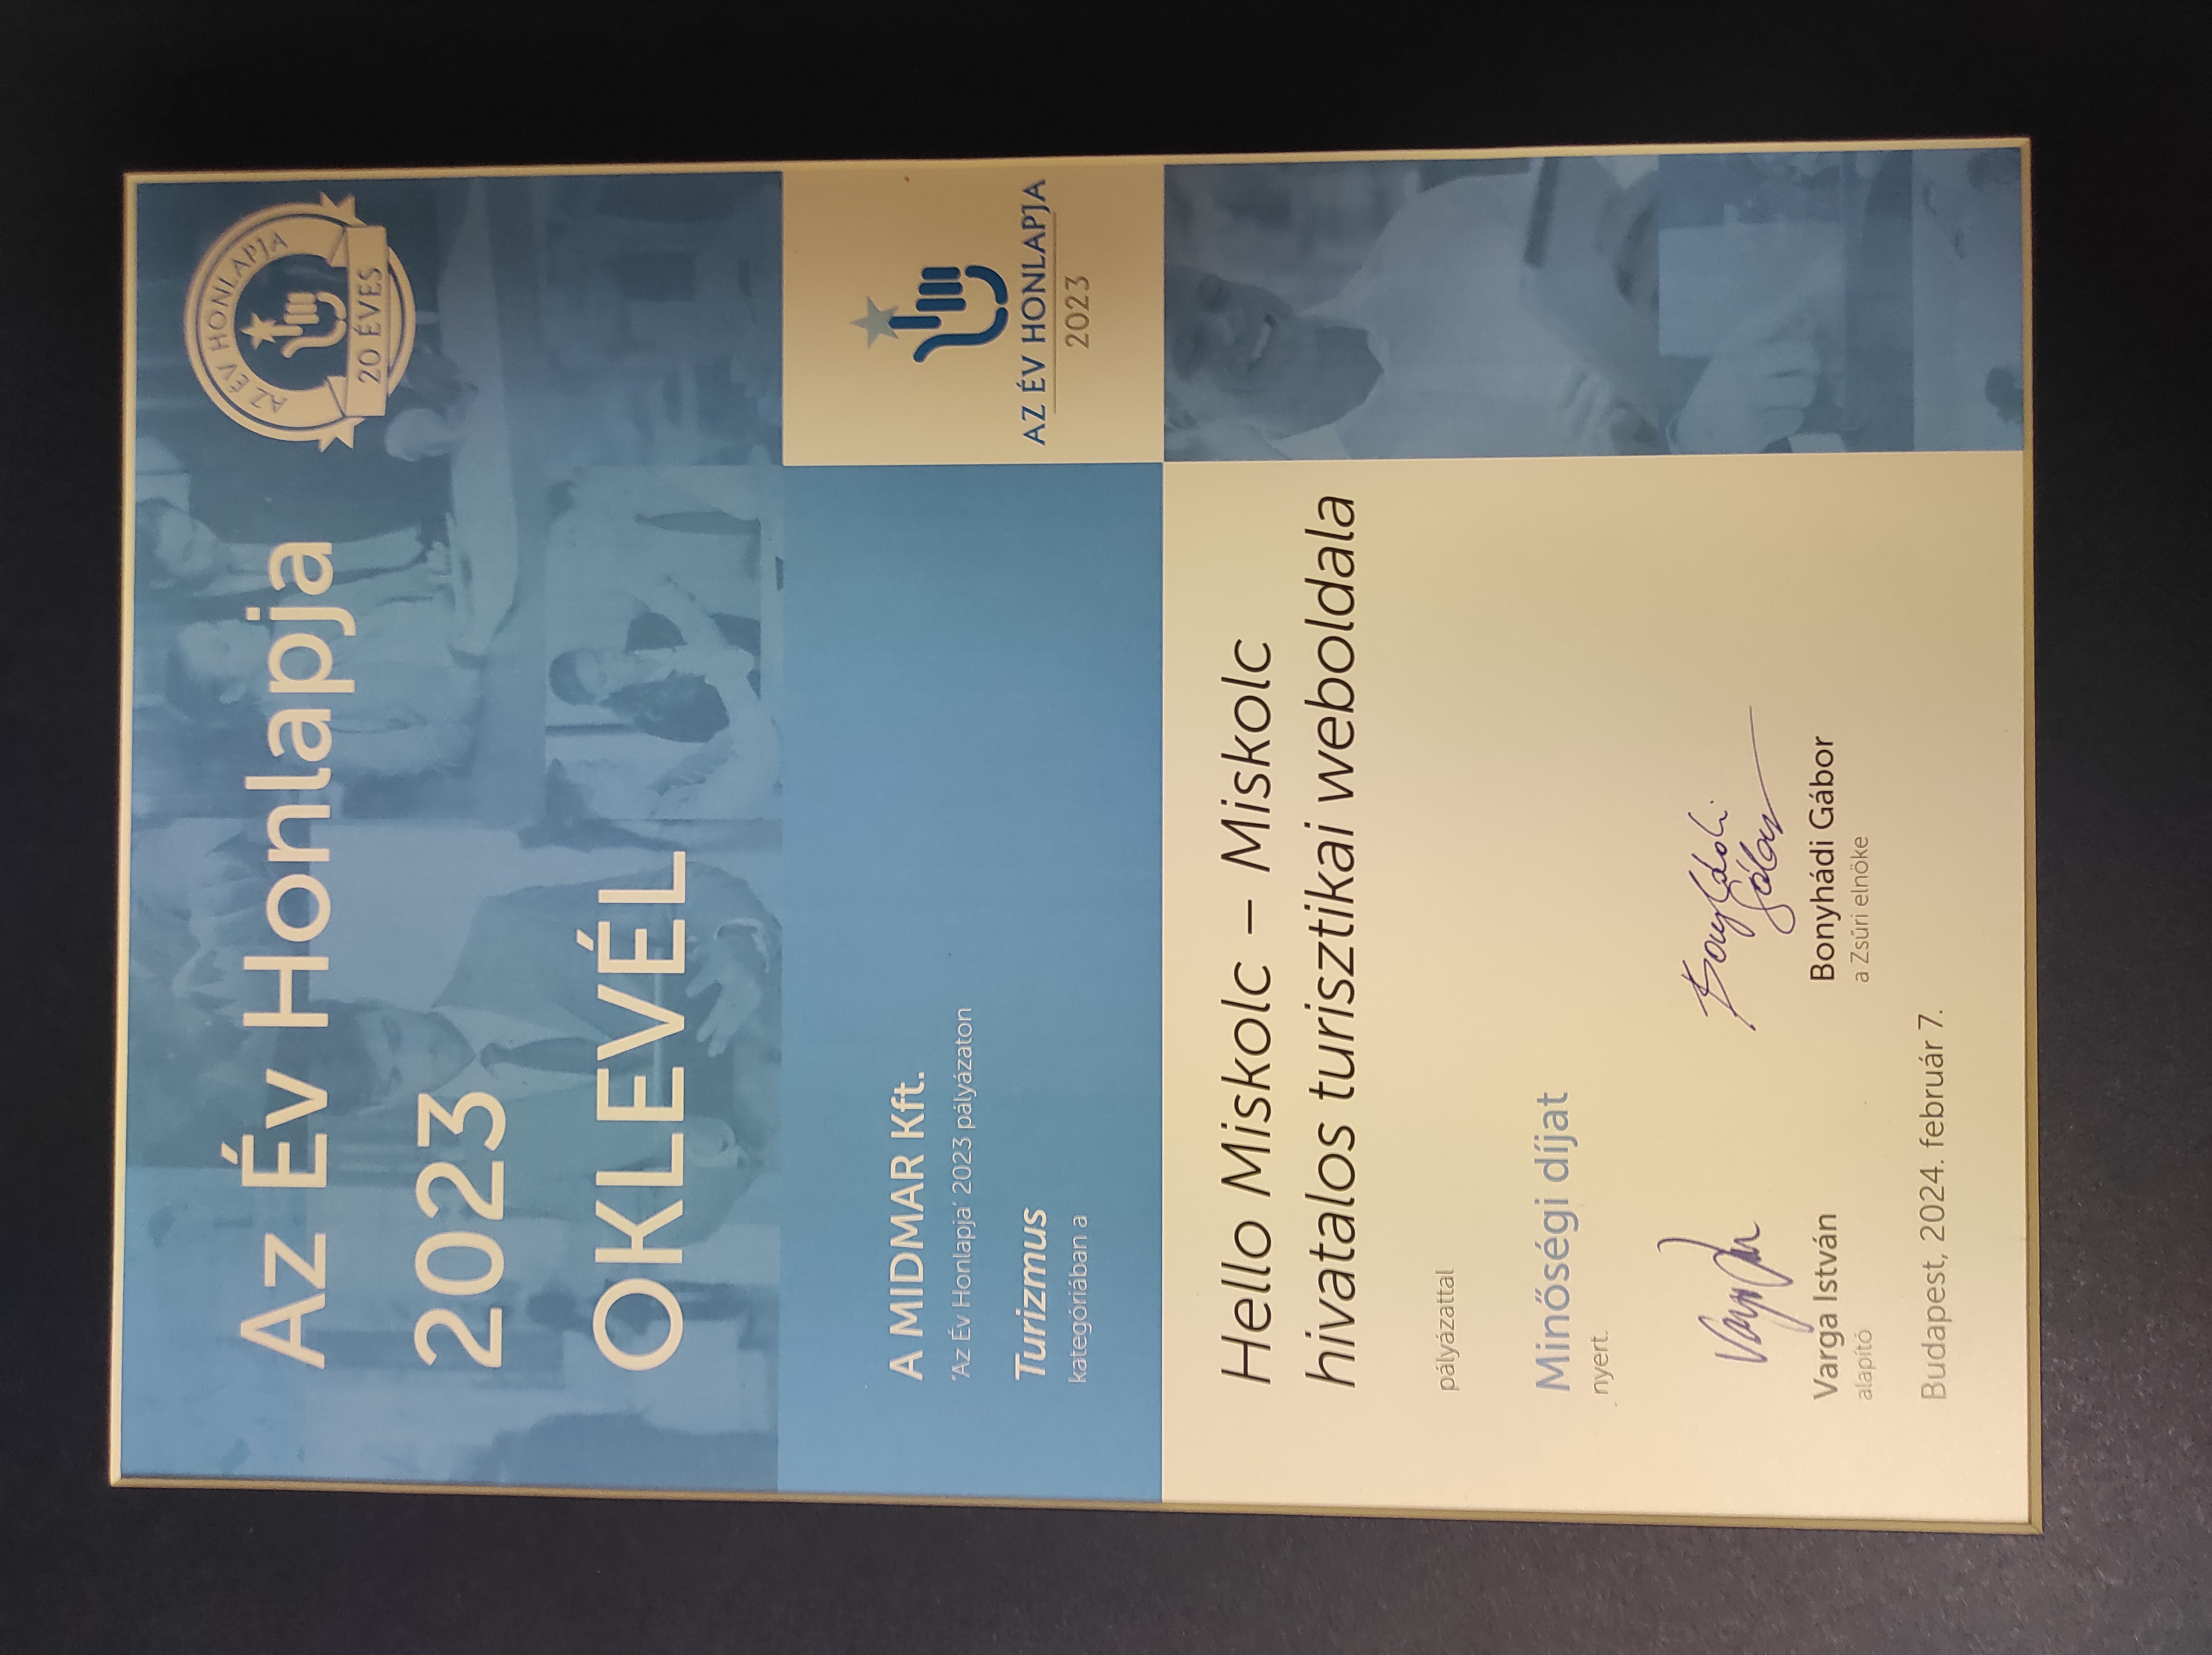 AZ ÉV HONLAPJA
20 ÉVES
Az Év Honlapja
2023
OKLEVÉL
AZ ÉV HONLAPJA
2023
A MIDMAR Kft.
'Az Év Honlapja' 2023 pályázaton
Turizmus
kategóriában a
Hello Miskolc – Miskolc
hivatalos turisztikai weboldala
pályázattal
Minőségi díjat
nyert.
Bonyhádi
Gábor
Varga István
alapító
Bonyhádi Gábor
a Zsűri elnöke
Budapest, 2024. február 7.